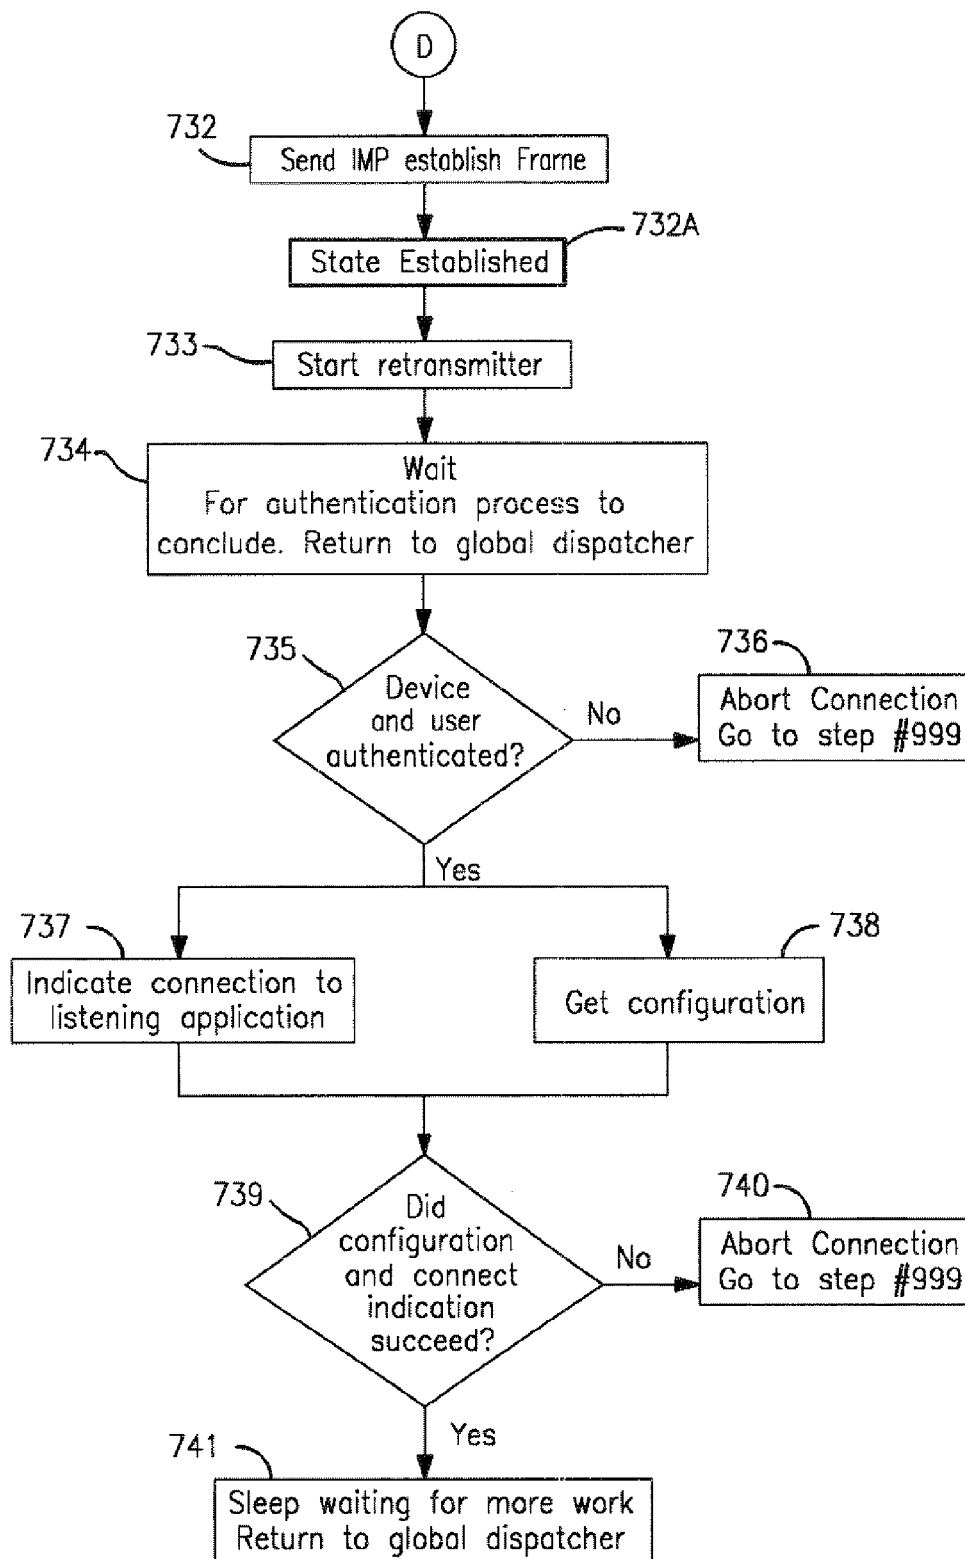 D
732
Send IMP establish Frame
732A
State Established
733
Start retransmitter
734
Wait
For authentication process to
conclude. Return to global dispatcher
735
Device
and user
authenticated?
No
736
Abort Connection
Go to step #999
Yes
737
Indicate connection to
listening application
738
Get configuration
739
Did
configuration
and connect
indication
succeed?
No
740
Abort Connection
Go to step #999
Yes
741
Sleep waiting for more work
Return to global dispatcher